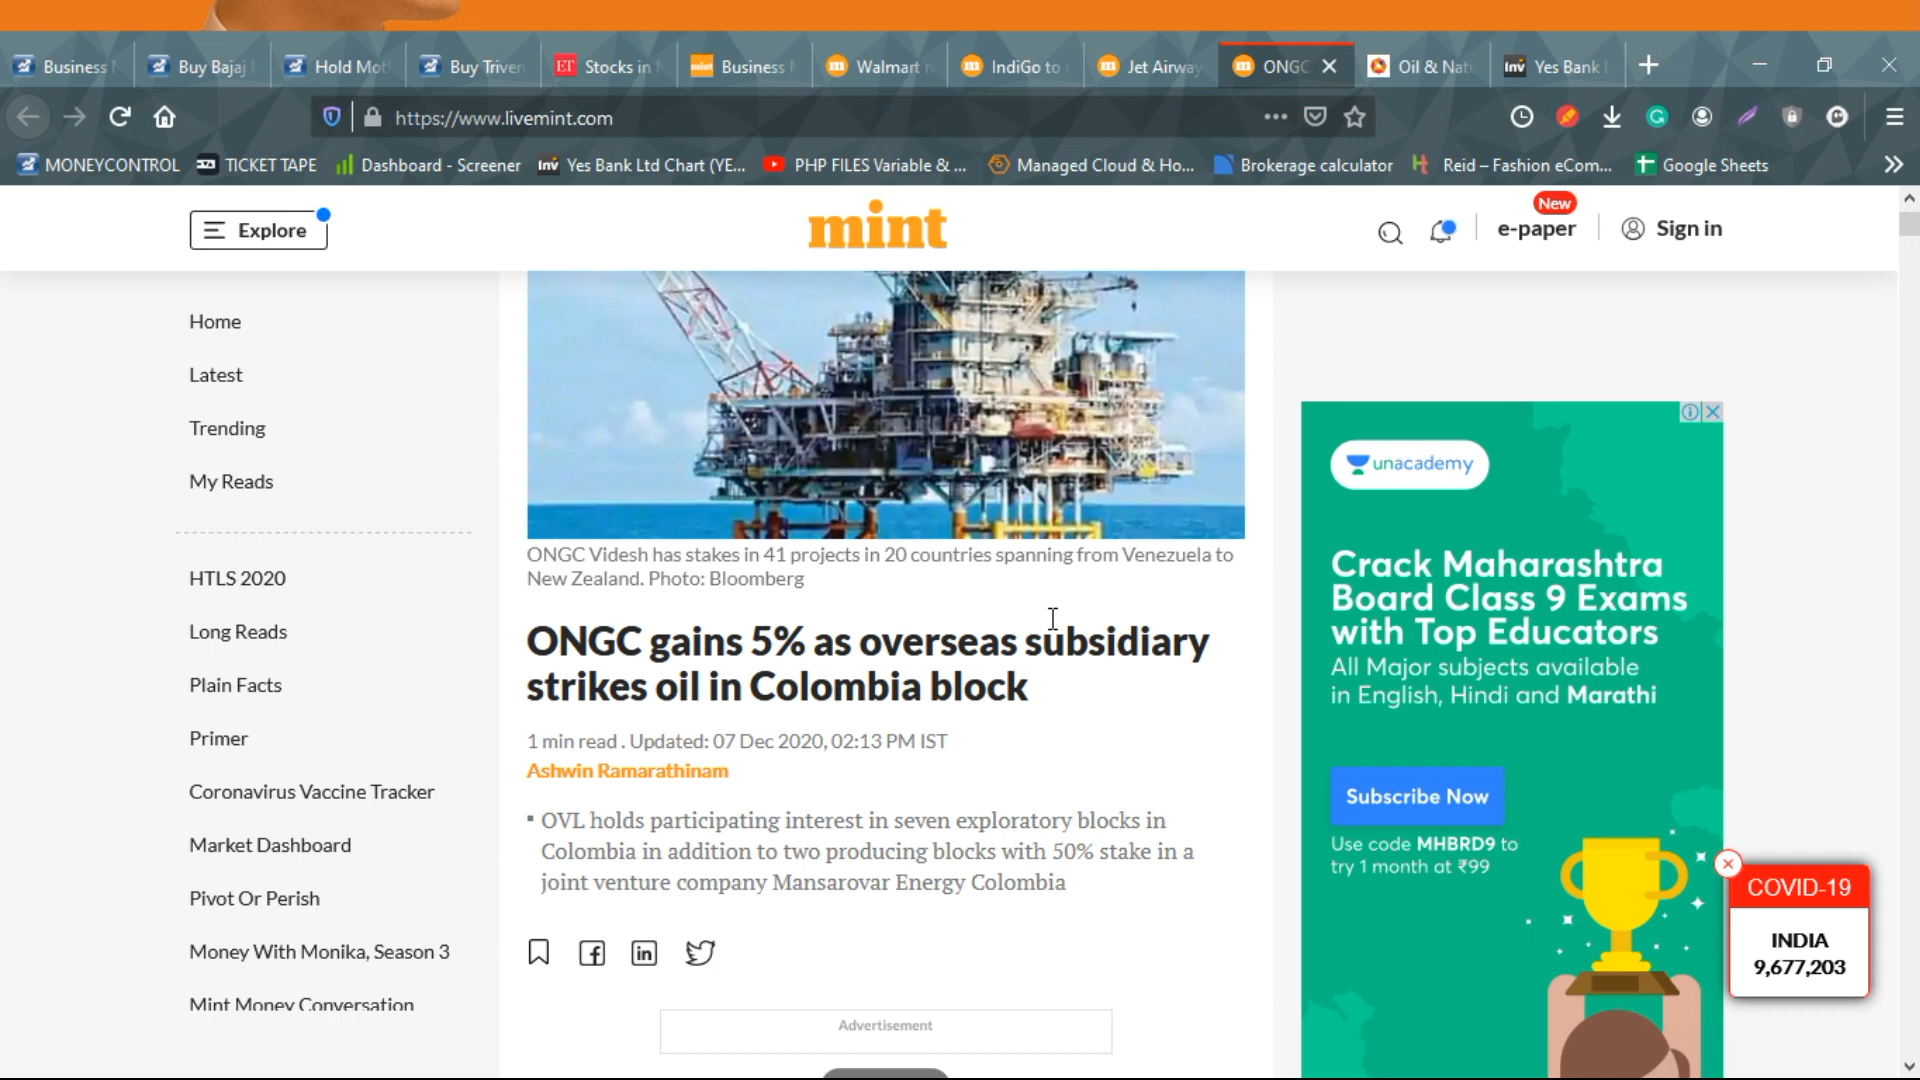 Business
Buy Bajaj
Hold Mot
Buy Triven
ET
Stocks in
mint
Business
Walmart
IndiGo to
Jet Airway
ONGC
Oil & Natu
Inv
Yes Bank
https://www.livemint.com
MONEYCONTROL
TICKET TAPE
Dashboard - Screener
Inv
Yes Bank Ltd Chart (YE...
PHP FILES Variable & ...
Managed Cloud & Ho...
Brokerage calculator
Reid – Fashion eCom...
Google Sheets
Explore
mint
New
e-paper
Sign in
Home
Latest
Trending
My Reads
HTLS 2020
Long Reads
Plain Facts
Primer
Coronavirus Vaccine Tracker
Market Dashboard
Pivot Or Perish
Money With Monika, Season 3
Mint Money Conversation
ONGC Videsh has stakes in 41 projects in 20 countries spanning from Venezuela to
New Zealand. Photo: Bloomberg
ONGC gains 5% as overseas subsidiary
strikes oil in Colombia block
1 min read . Updated: 07 Dec 2020, 02:13 PM IST
Ashwin Ramarathinam
▪ OVL holds participating interest in seven exploratory blocks in
Colombia in addition to two producing blocks with 50% stake in a
joint venture company Mansarovar Energy Colombia
Advertisement
unacademy
Crack Maharashtra
Board Class 9 Exams
with Top Educators
All Major subjects available
in English, Hindi and Marathi
Subscribe Now
Use code MHBRD9 to
try 1 month at ₹99
COVID-19
INDIA
9,677,203